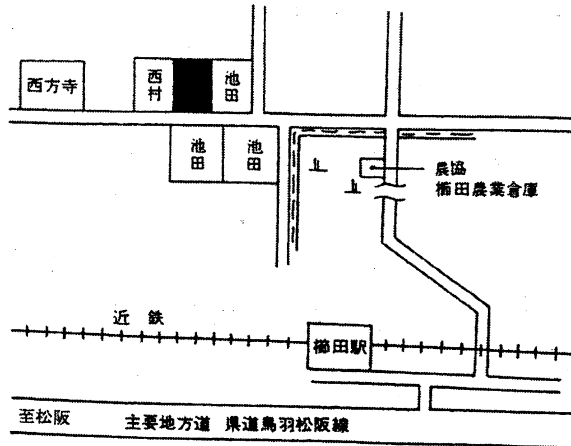 西方寺
西村
池田
池田
池田
農協
櫛田農業倉庫
近鉄
櫛田駅
至松阪
主要地方道 県道鳥羽松阪線